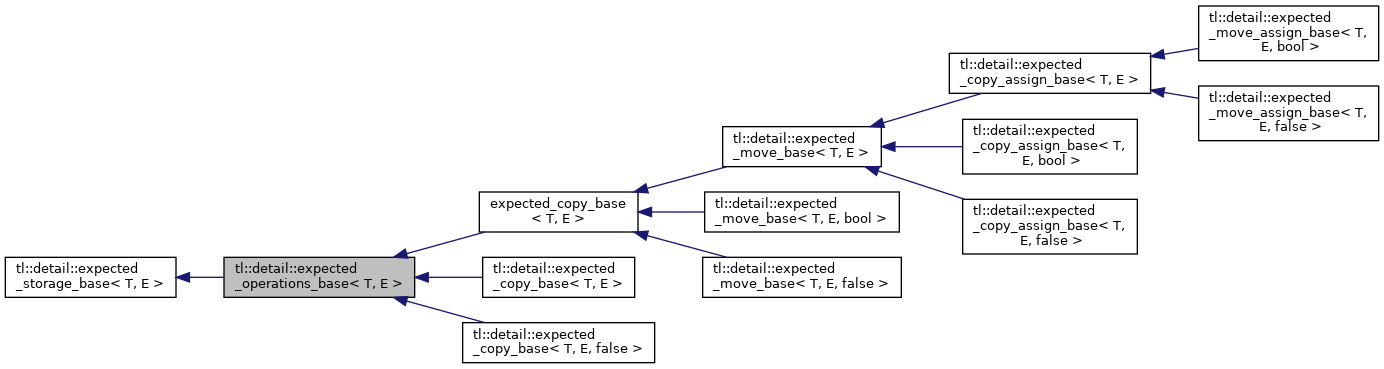 tl::detail::expected
_move_assign_base< T,
E, bool >
tl::detail::expected
_copy_assign_base< T, E >
tl::detail::expected
_move_assign_base< T,
E, false >
tl::detail::expected
_move_base< T, E >
tl::detail::expected
_copy_assign_base< T,
E, bool >
expected_copy_base
< T, E >
tl::detail::expected
_move_base< T, E, bool >
tl::detail::expected
_copy_assign_base< T,
E, false >
tl::detail::expected
_storage_base< T, E >
tl::detail::expected
_operations_base< T, E >
tl::detail::expected
_copy_base< T, E >
tl::detail::expected
_move_base< T, E, false >
tl::detail::expected
_copy_base< T, E, false >